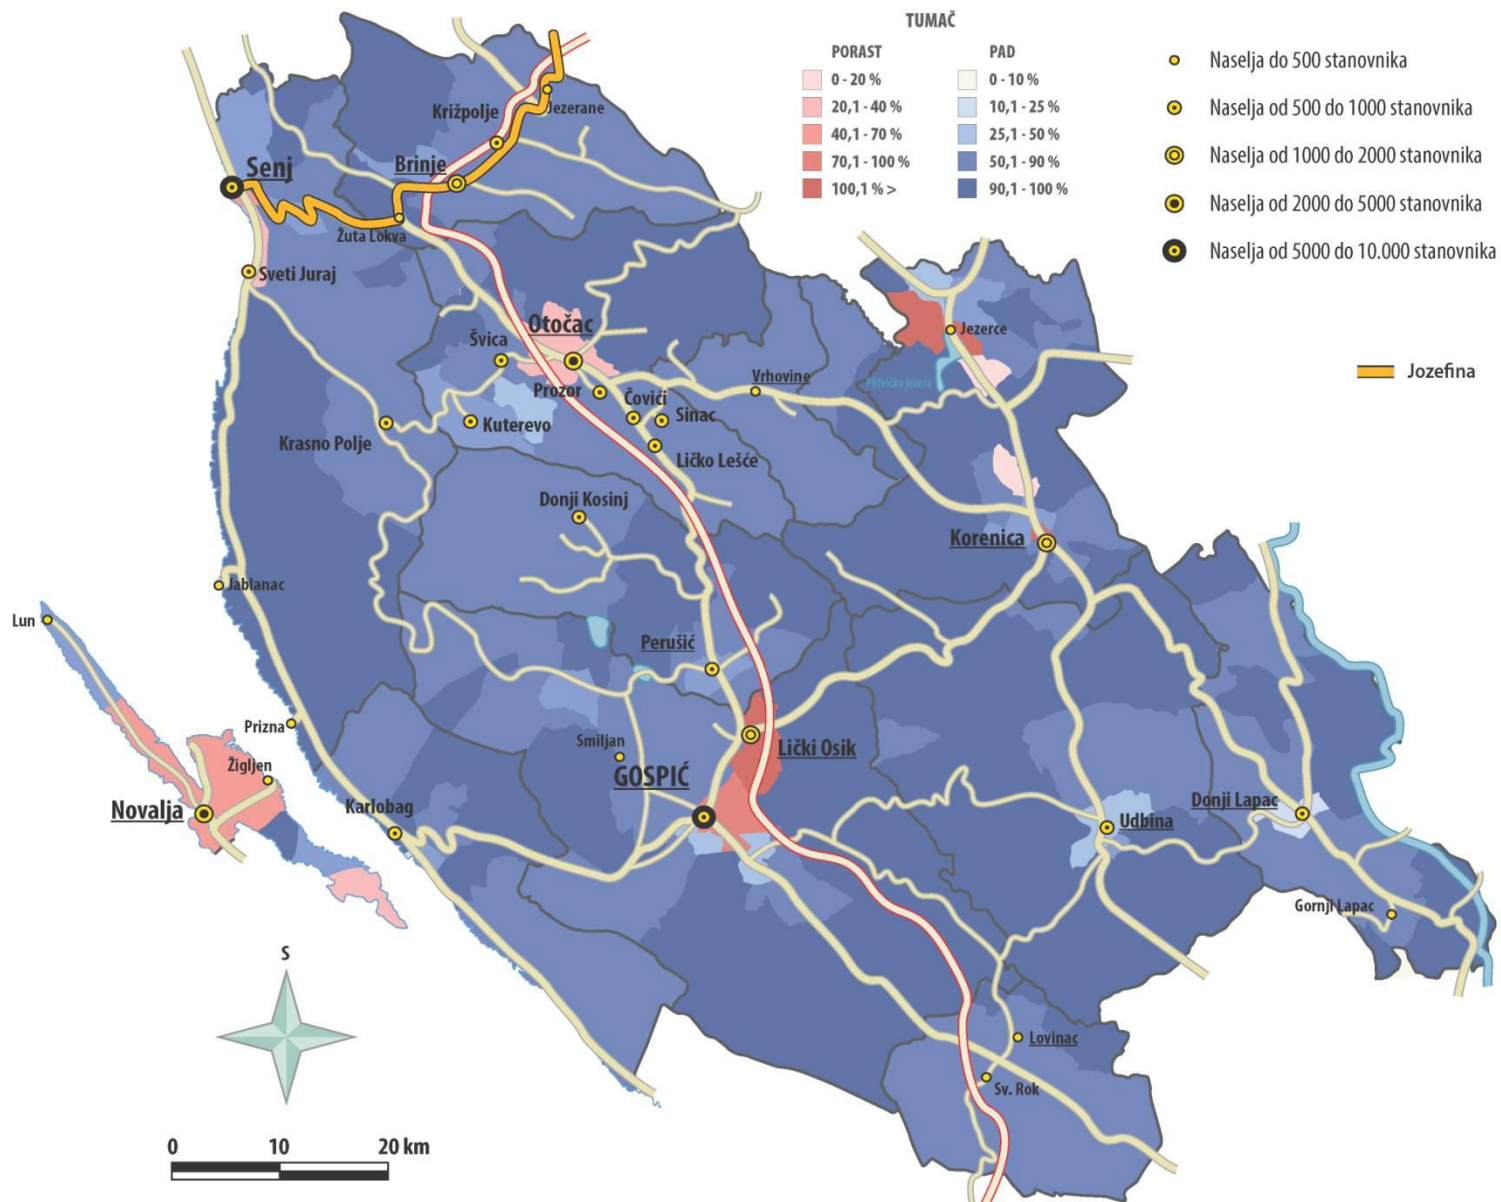 TUMAČ
PORAST
0 - 20 %
20,1 - 40 %
40,1 - 70 %
70,1 - 100 %
100,1 % >
PAD
0 - 10 %
10,1 - 25 %
25,1 - 50 %
50,1 - 90 %
90,1 - 100 %
Naselja do 500 stanovnika
Naselja od 500 do 1000 stanovnika
Naselja od 1000 do 2000 stanovnika
Naselja od 2000 do 5000 stanovnika
Naselja od 5000 do 10.000 stanovnika
Jozefina
Križpolje
Jezerane
Brinje
Senj
Žuta Lokva
Sveti Juraj
Otočac
Švica
Jezerce
Plitvička jezera
Vrhovine
Prozor
Čovići
Sinac
Kuterevo
Krasno Polje
Ličko Lešće
Donji Kosinj
Korenica
Jablanac
Lun
Perušić
Prizna
Smiljan
Lički Osik
Žigljen
GOSPIĆ
Novalja
Karlobag
Donji Lapac
Udbina
Gornji Lapac
S
Lovinac
Sv. Rok
0 10 20 km